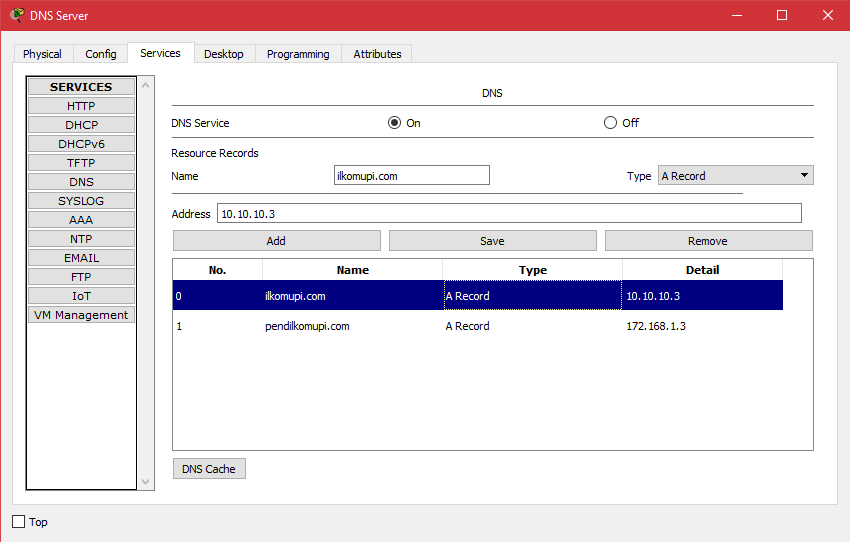 DNS Server
Physical Config Services Desktop Programming Attributes
SERVICES
HTTP
DHCP
DHCPv6
TFTP
DNS
SYSLOG
AAA
NTP
EMAIL
FTP
IoT
VM Management
DNS
DNS Service On Off
Resource Records
Name ilkomupi.com Type A Record
Address 10.10.10.3
Add Save Remove
No. Name Type Detail
0 ilkomupi.com A Record 10.10.10.3
1 pendilkomupi.com A Record 172.168.1.3
DNS Cache
Top